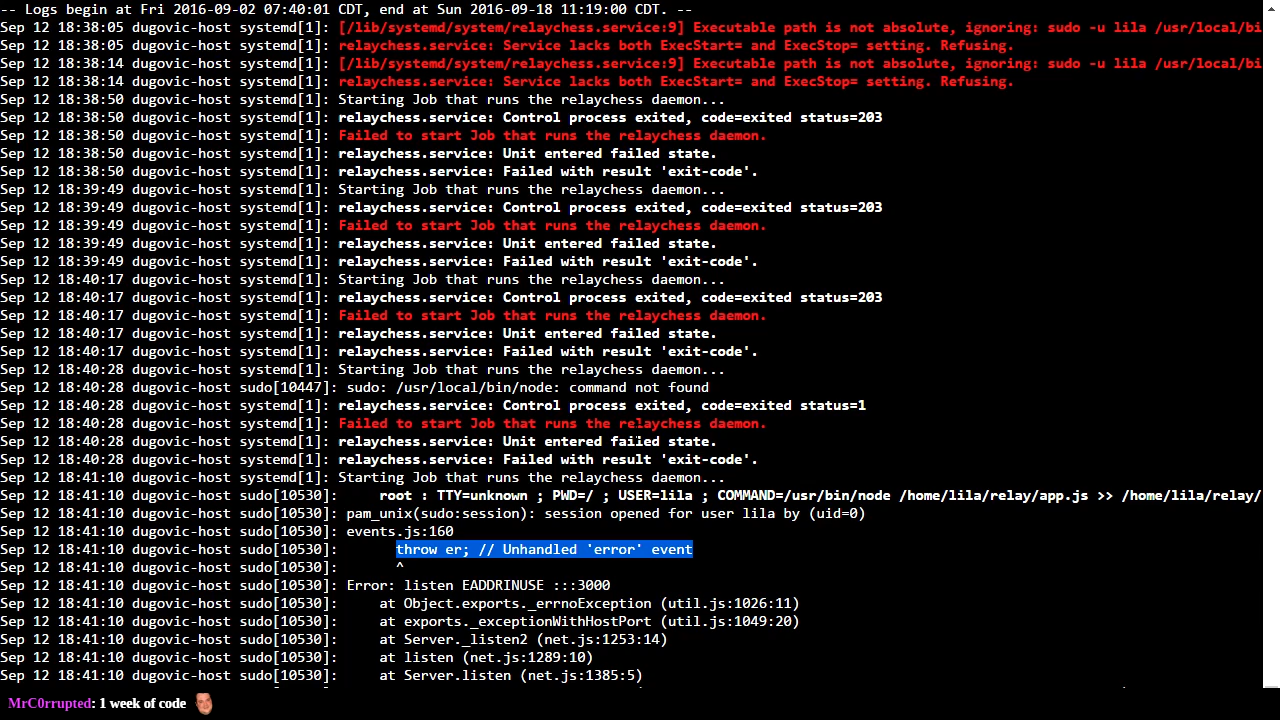 -- Logs begin at Fri 2016-09-02 07:40:01 CDT, end at Sun 2016-09-18 11:19:00 CDT. --
Sep 12 18:38:05 dugovic-host systemd[1]: [/lib/systemd/system/relaychess.service:9] Executable path is not absolute, ignoring: sudo -u lila /usr/local/bi
Sep 12 18:38:05 dugovic-host systemd[1]: relaychess.service: Service lacks both ExecStart= and ExecStop= setting. Refusing.
Sep 12 18:38:14 dugovic-host systemd[1]: [/lib/systemd/system/relaychess.service:9] Executable path is not absolute, ignoring: sudo -u lila /usr/local/bi
Sep 12 18:38:14 dugovic-host systemd[1]: relaychess.service: Service lacks both ExecStart= and ExecStop= setting. Refusing.
Sep 12 18:38:50 dugovic-host systemd[1]: Starting Job that runs the relaychess daemon...
Sep 12 18:38:50 dugovic-host systemd[1]: relaychess.service: Control process exited, code=exited status=203
Sep 12 18:38:50 dugovic-host systemd[1]: Failed to start Job that runs the relaychess daemon.
Sep 12 18:38:50 dugovic-host systemd[1]: relaychess.service: Unit entered failed state.
Sep 12 18:38:50 dugovic-host systemd[1]: relaychess.service: Failed with result 'exit-code'.
Sep 12 18:39:49 dugovic-host systemd[1]: Starting Job that runs the relaychess daemon...
Sep 12 18:39:49 dugovic-host systemd[1]: relaychess.service: Control process exited, code=exited status=203
Sep 12 18:39:49 dugovic-host systemd[1]: Failed to start Job that runs the relaychess daemon.
Sep 12 18:39:49 dugovic-host systemd[1]: relaychess.service: Unit entered failed state.
Sep 12 18:39:49 dugovic-host systemd[1]: relaychess.service: Failed with result 'exit-code'.
Sep 12 18:40:17 dugovic-host systemd[1]: Starting Job that runs the relaychess daemon...
Sep 12 18:40:17 dugovic-host systemd[1]: relaychess.service: Control process exited, code=exited status=203
Sep 12 18:40:17 dugovic-host systemd[1]: Failed to start Job that runs the relaychess daemon.
Sep 12 18:40:17 dugovic-host systemd[1]: relaychess.service: Unit entered failed state.
Sep 12 18:40:17 dugovic-host systemd[1]: relaychess.service: Failed with result 'exit-code'.
Sep 12 18:40:28 dugovic-host systemd[1]: Starting Job that runs the relaychess daemon...
Sep 12 18:40:28 dugovic-host sudo[10447]: sudo: /usr/local/bin/node: command not found
Sep 12 18:40:28 dugovic-host systemd[1]: relaychess.service: Control process exited, code=exited status=1
Sep 12 18:40:28 dugovic-host systemd[1]: Failed to start Job that runs the relaychess daemon.
Sep 12 18:40:28 dugovic-host systemd[1]: relaychess.service: Unit entered failed state.
Sep 12 18:40:28 dugovic-host systemd[1]: relaychess.service: Failed with result 'exit-code'.
Sep 12 18:41:10 dugovic-host systemd[1]: Starting Job that runs the relaychess daemon...
Sep 12 18:41:10 dugovic-host sudo[10530]:     root : TTY=unknown ; PWD=/ ; USER=lila ; COMMAND=/usr/bin/node /home/lila/relay/app.js >> /home/lila/relay/
Sep 12 18:41:10 dugovic-host sudo[10530]: pam_unix(sudo:session): session opened for user lila by (uid=0)
Sep 12 18:41:10 dugovic-host sudo[10530]: events.js:160
Sep 12 18:41:10 dugovic-host sudo[10530]:       throw er; // Unhandled 'error' event
Sep 12 18:41:10 dugovic-host sudo[10530]:       ^
Sep 12 18:41:10 dugovic-host sudo[10530]: Error: listen EADDRINUSE :::3000
Sep 12 18:41:10 dugovic-host sudo[10530]:     at Object.exports._errnoException (util.js:1026:11)
Sep 12 18:41:10 dugovic-host sudo[10530]:     at exports._exceptionWithHostPort (util.js:1049:20)
Sep 12 18:41:10 dugovic-host sudo[10530]:     at Server._listen2 (net.js:1253:14)
Sep 12 18:41:10 dugovic-host sudo[10530]:     at listen (net.js:1289:10)
Sep 12 18:41:10 dugovic-host sudo[10530]:     at Server.listen (net.js:1385:5)
MrC0rrupted: 1 week of code